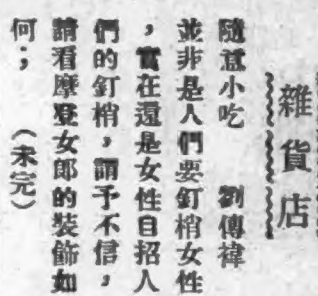 雜貨店
隨意小吃　劉傳褘
並非是人們要釘梢女性
，實在還是女性自招人
們的釘梢，謂予不信，
請看摩登女郎的裝飾如
何；　（未完）